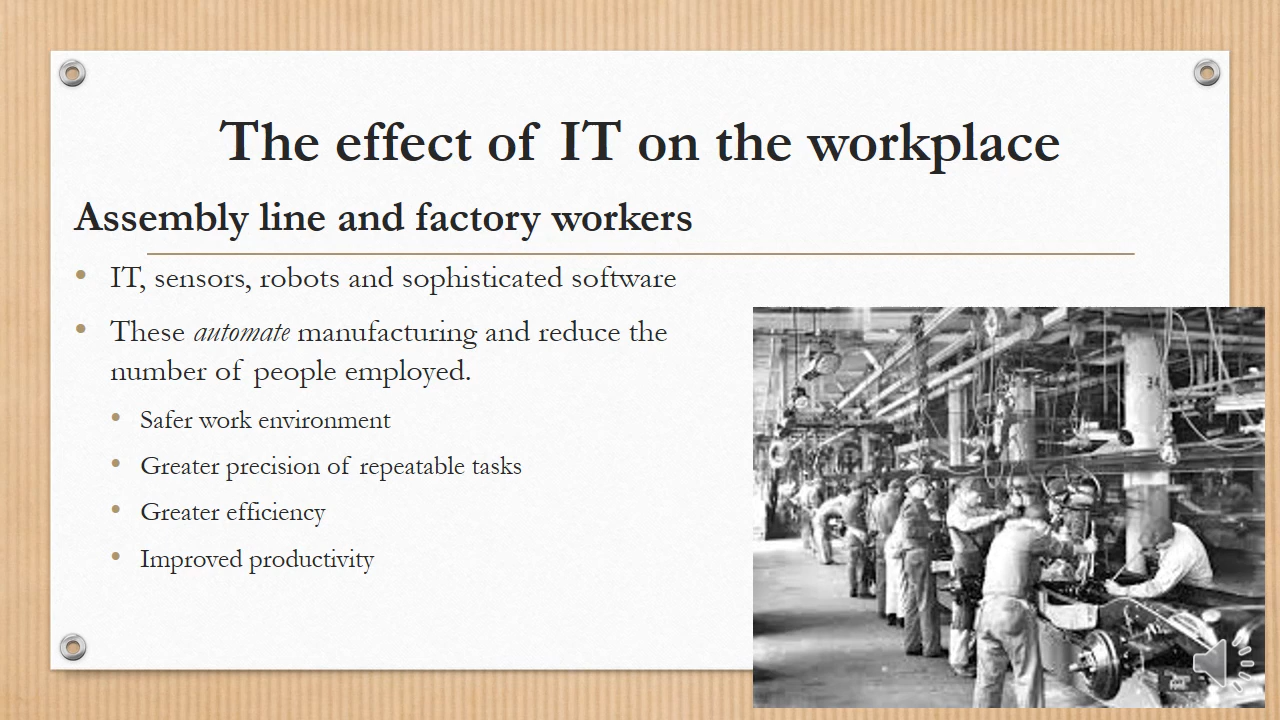 The effect of IT on the workplace
Assembly line and factory workers
IT, sensors, robots and sophisticated software
These automate manufacturing and reduce the
number of people employed.
Safer work environment
Greater precision of repeatable tasks
Greater efficiency
Improved productivity
34